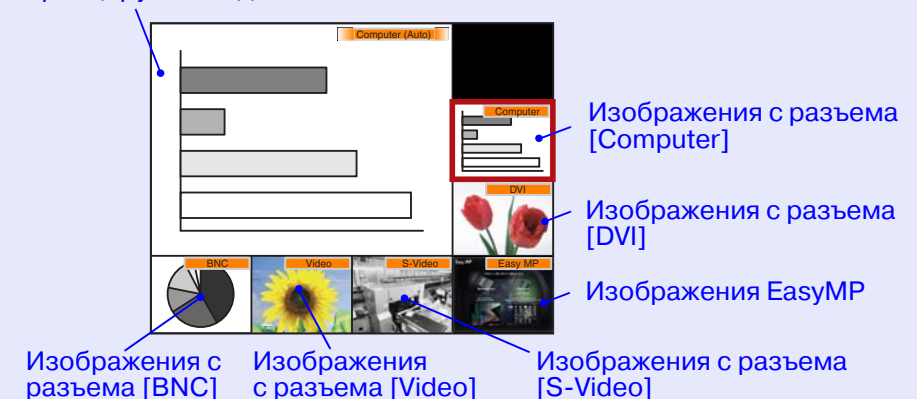 Computer (Auto)
Computer
Изображения с разъема
[Computer]
DVI
Изображения с разъема
[DVI]
BNC
Video
S-Video
Easy MP
Изображения EasyMP
Изображения с
разъема [BNC]
Изображения
с разъема [Video]
Изображения с разъема
[S-Video]